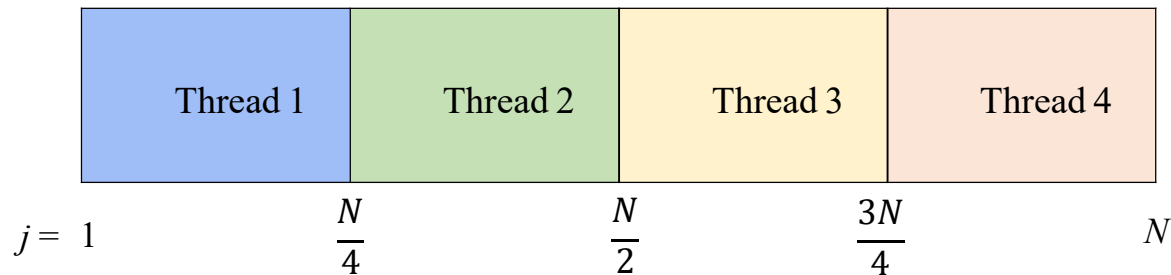 Thread 1 Thread 2 Thread 3 Thread 4
j = 1 N/4 N/2 3N/4 N